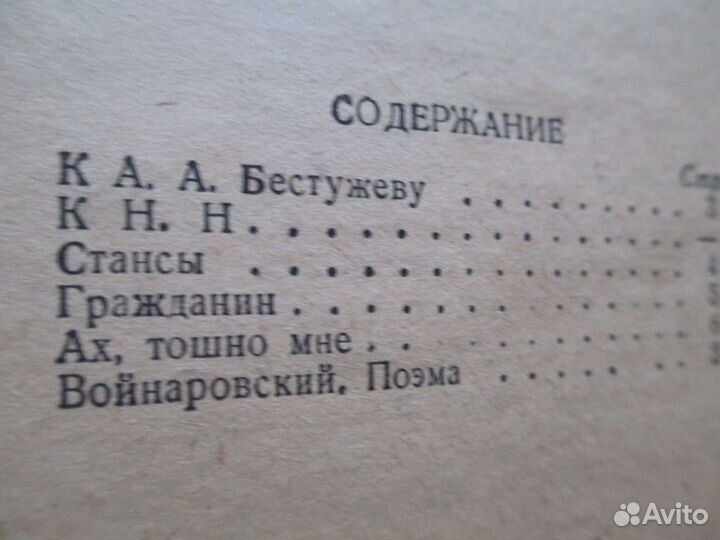 СОДЕРЖАНИЕ
К А. А. Бестужеву . . . . . . . . .
К Н. Н . . . . . . . . . . . . . . —
Стансы . . . . . . . . . . . . . .
Гражданин . . . . . . . . . . . .
Ах, тошно мне . . . . . . . . . .
Войнаровский. Поэма . . . . . .
Avito